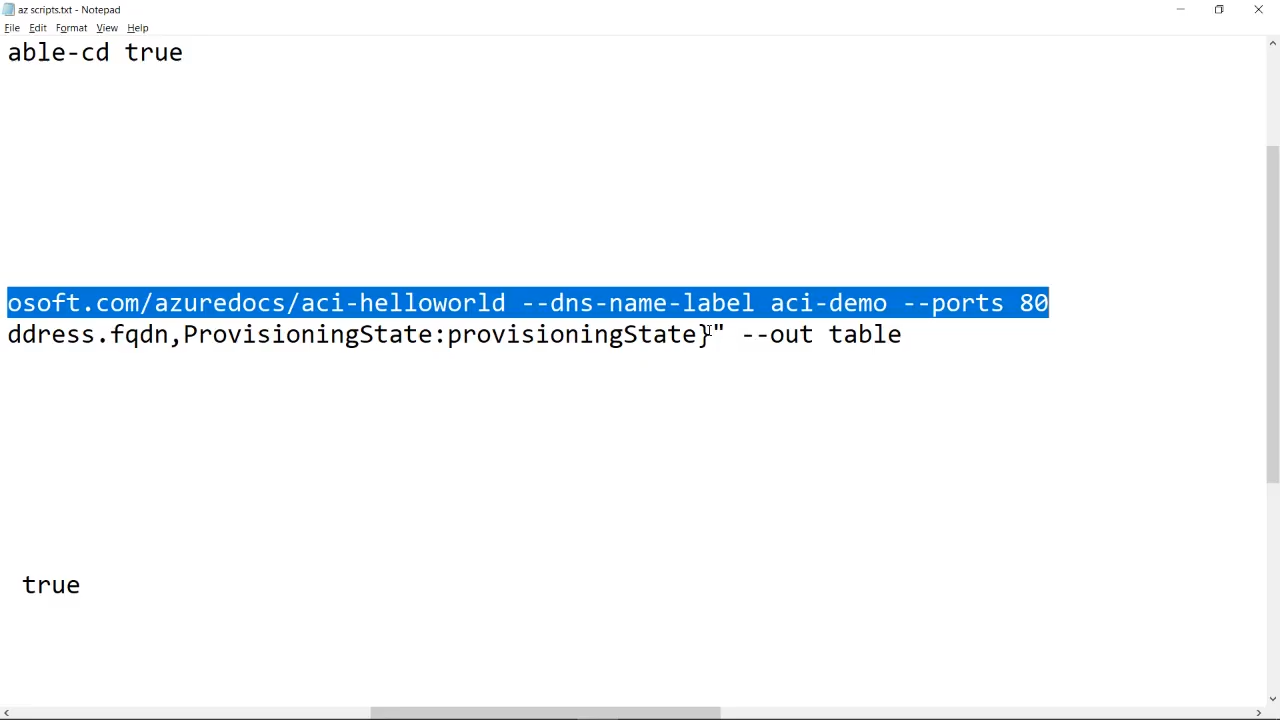 az scripts.txt - Notepad
File Edit Format View Help
able-cd true
osoft.com/azuredocs/aci-helloworld --dns-name-label aci-demo --ports 80
ddress.fqdn,ProvisioningState:provisioningState}" --out table
true